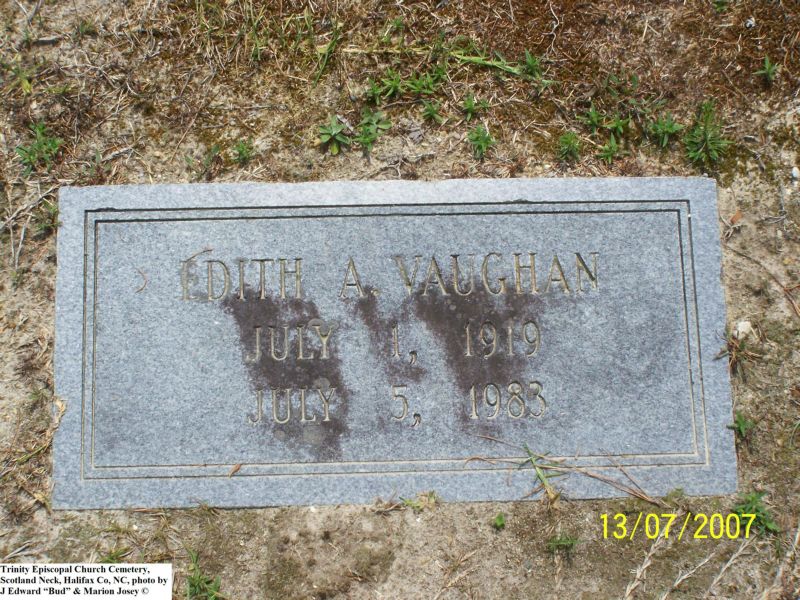 EDITH A. VAUGHAN
JULY 1, 1919
JULY 5, 1983
13/07/2007
Trinity Episcopal Church Cemetery,
Scotland Neck, Halifax Co, NC, photo by
J Edward “Bud” & Marion Josey ©